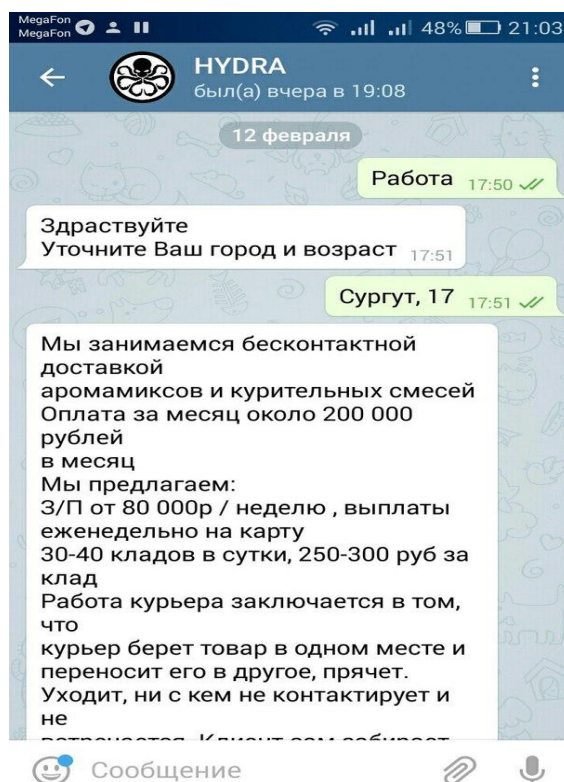 MegaFon
MegaFon
48%
21:03
HYDRA
был(а) вчера в 19:08
12 февраля
Работа 17:50
Здраствуйте
Уточните Ваш город и возраст 17:51
Сургут, 17 17:51
Мы занимаемся бесконтактной
доставкой
аромамиксов и курительных смесей
Оплата за месяц около 200 000
рублей
в месяц
Мы предлагаем:
З/П от 80 000р / неделю , выплаты
еженедельно на карту
30-40 кладов в сутки, 250-300 руб за
клад
Работа курьера заключается в том,
что
курьер берет товар в одном месте и
переносит его в другое, прячет.
Уходит, ни с кем не контактирует и
не
Сообщение